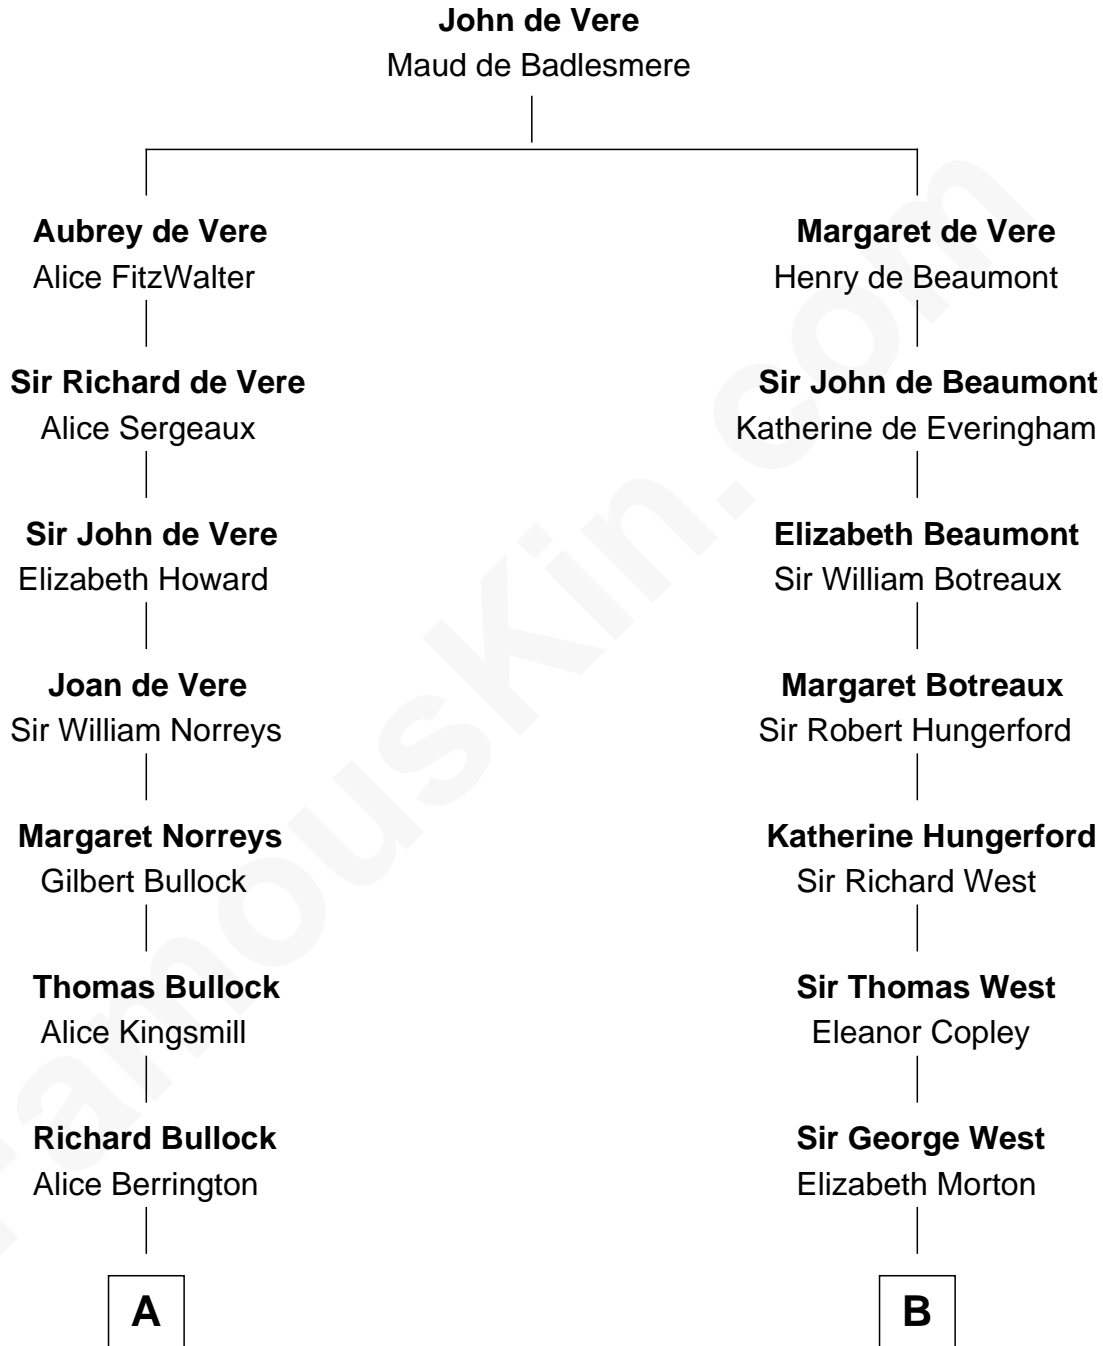 John de Vere
Maud de Badlesmere
Aubrey de Vere
Alice FitzWalter
Margaret de Vere
Henry de Beaumont
Sir Richard de Vere
Alice Sergeaux
Sir John de Beaumont
Katherine de Everingham
Sir John de Vere
Elizabeth Howard
Elizabeth Beaumont
Sir William Botreaux
Joan de Vere
Sir William Norreys
Margaret Botreaux
Sir Robert Hungerford
Margaret Norreys
Gilbert Bullock
Katherine Hungerford
Sir Richard West
Thomas Bullock
Alice Kingsmill
Sir Thomas West
Eleanor Copley
Richard Bullock
Alice Berrington
Sir George West
Elizabeth Morton
A
B
FamousKin.com